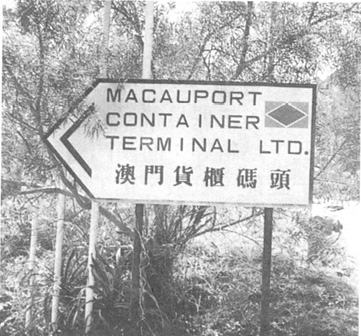 MACAUPORT
CONTAINER
TERMINAL LTD.
澳門貨櫃碼頭